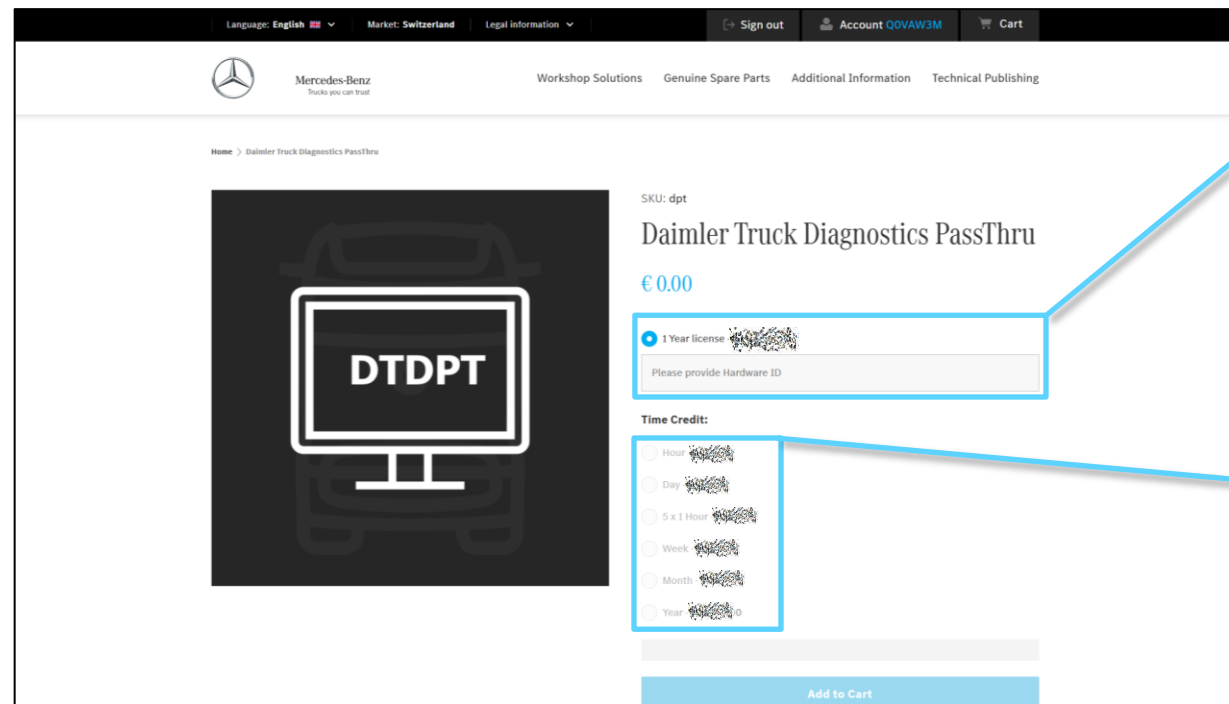 Language: English Market: Switzerland Legal information Sign out Account Q0VAW3M Cart
Mercedes-Benz
Trucks you can trust
Workshop Solutions Genuine Spare Parts Additional Information Technical Publishing
Home > Daimler Truck Diagnostics PassThru
DTDPT
SKU: dpt
Daimler Truck Diagnostics PassThru
€ 0.00
1 Year license
Please provide Hardware ID
Time Credit:
Hour
Day
5 x 1 Hour
Week
Month
Year
Add to Cart